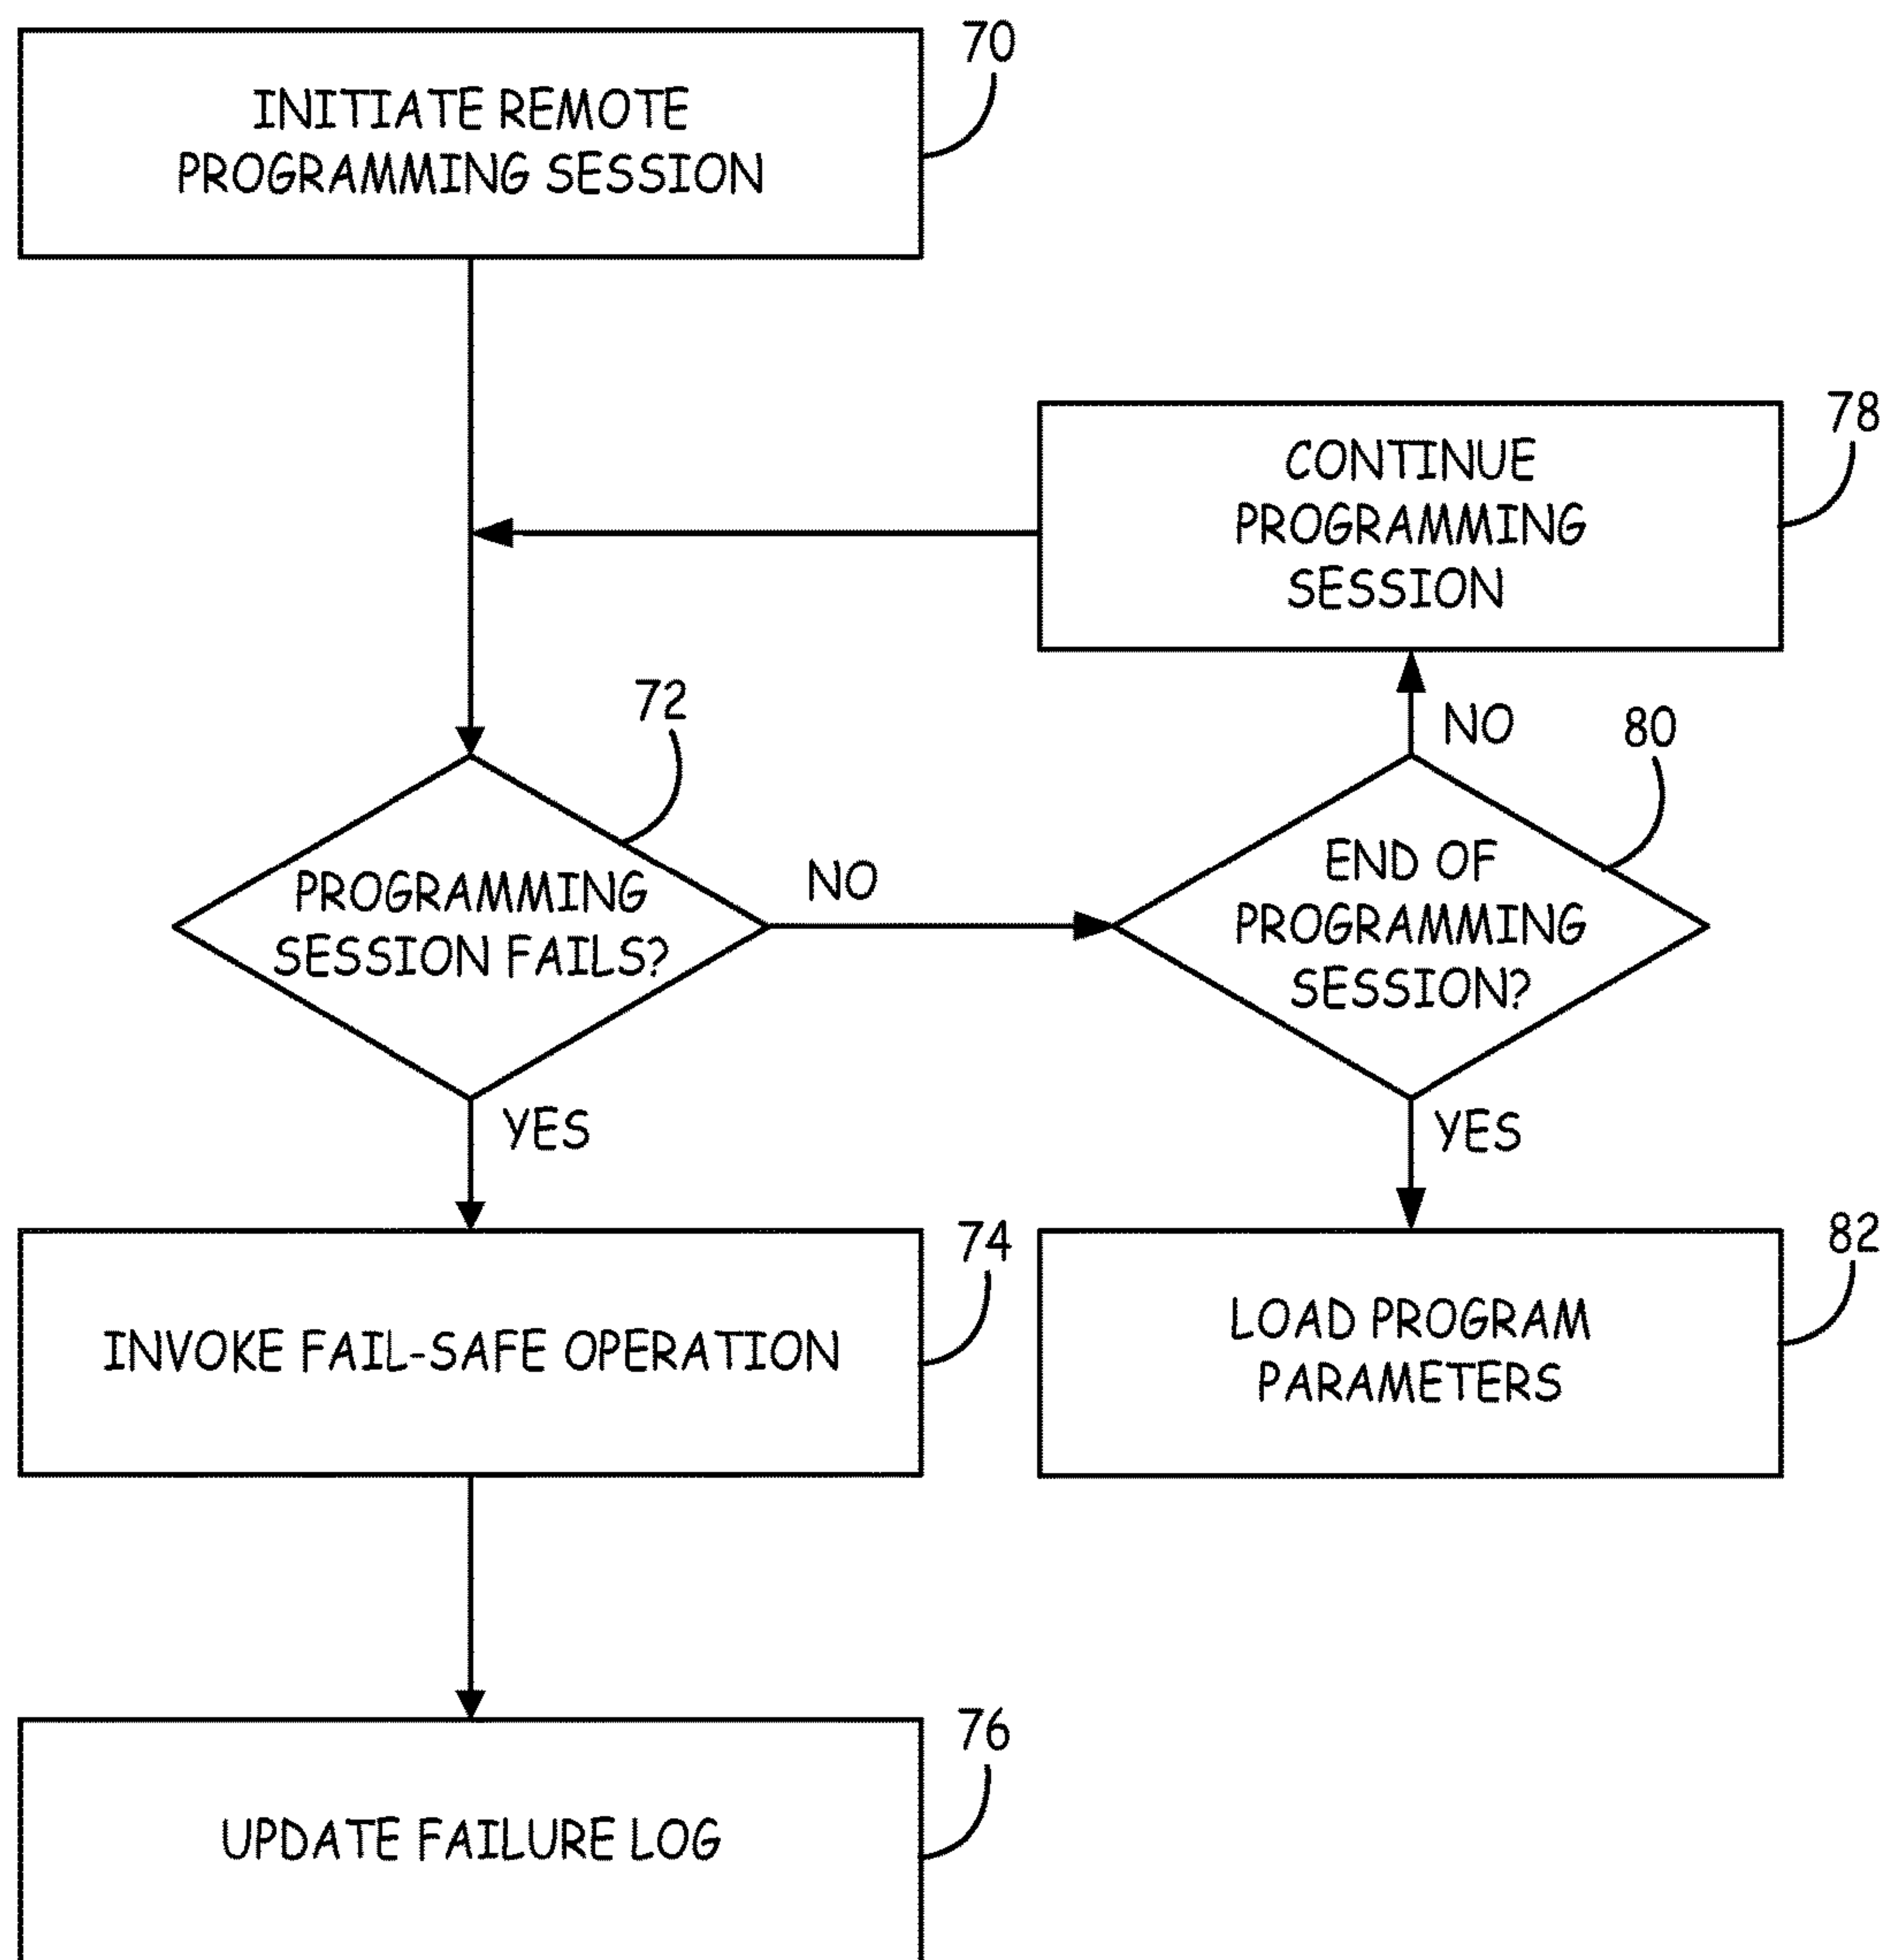 70
INITIATE REMOTE
PROGRAMMING SESSION
78
CONTINUE
PROGRAMMING
SESSION
72
NO
80
PROGRAMMING
SESSION FAILS?
NO
END OF
PROGRAMMING
SESSION?
YES
YES
74
INVOKE FAIL-SAFE OPERATION
82
LOAD PROGRAM
PARAMETERS
76
UPDATE FAILURE LOG